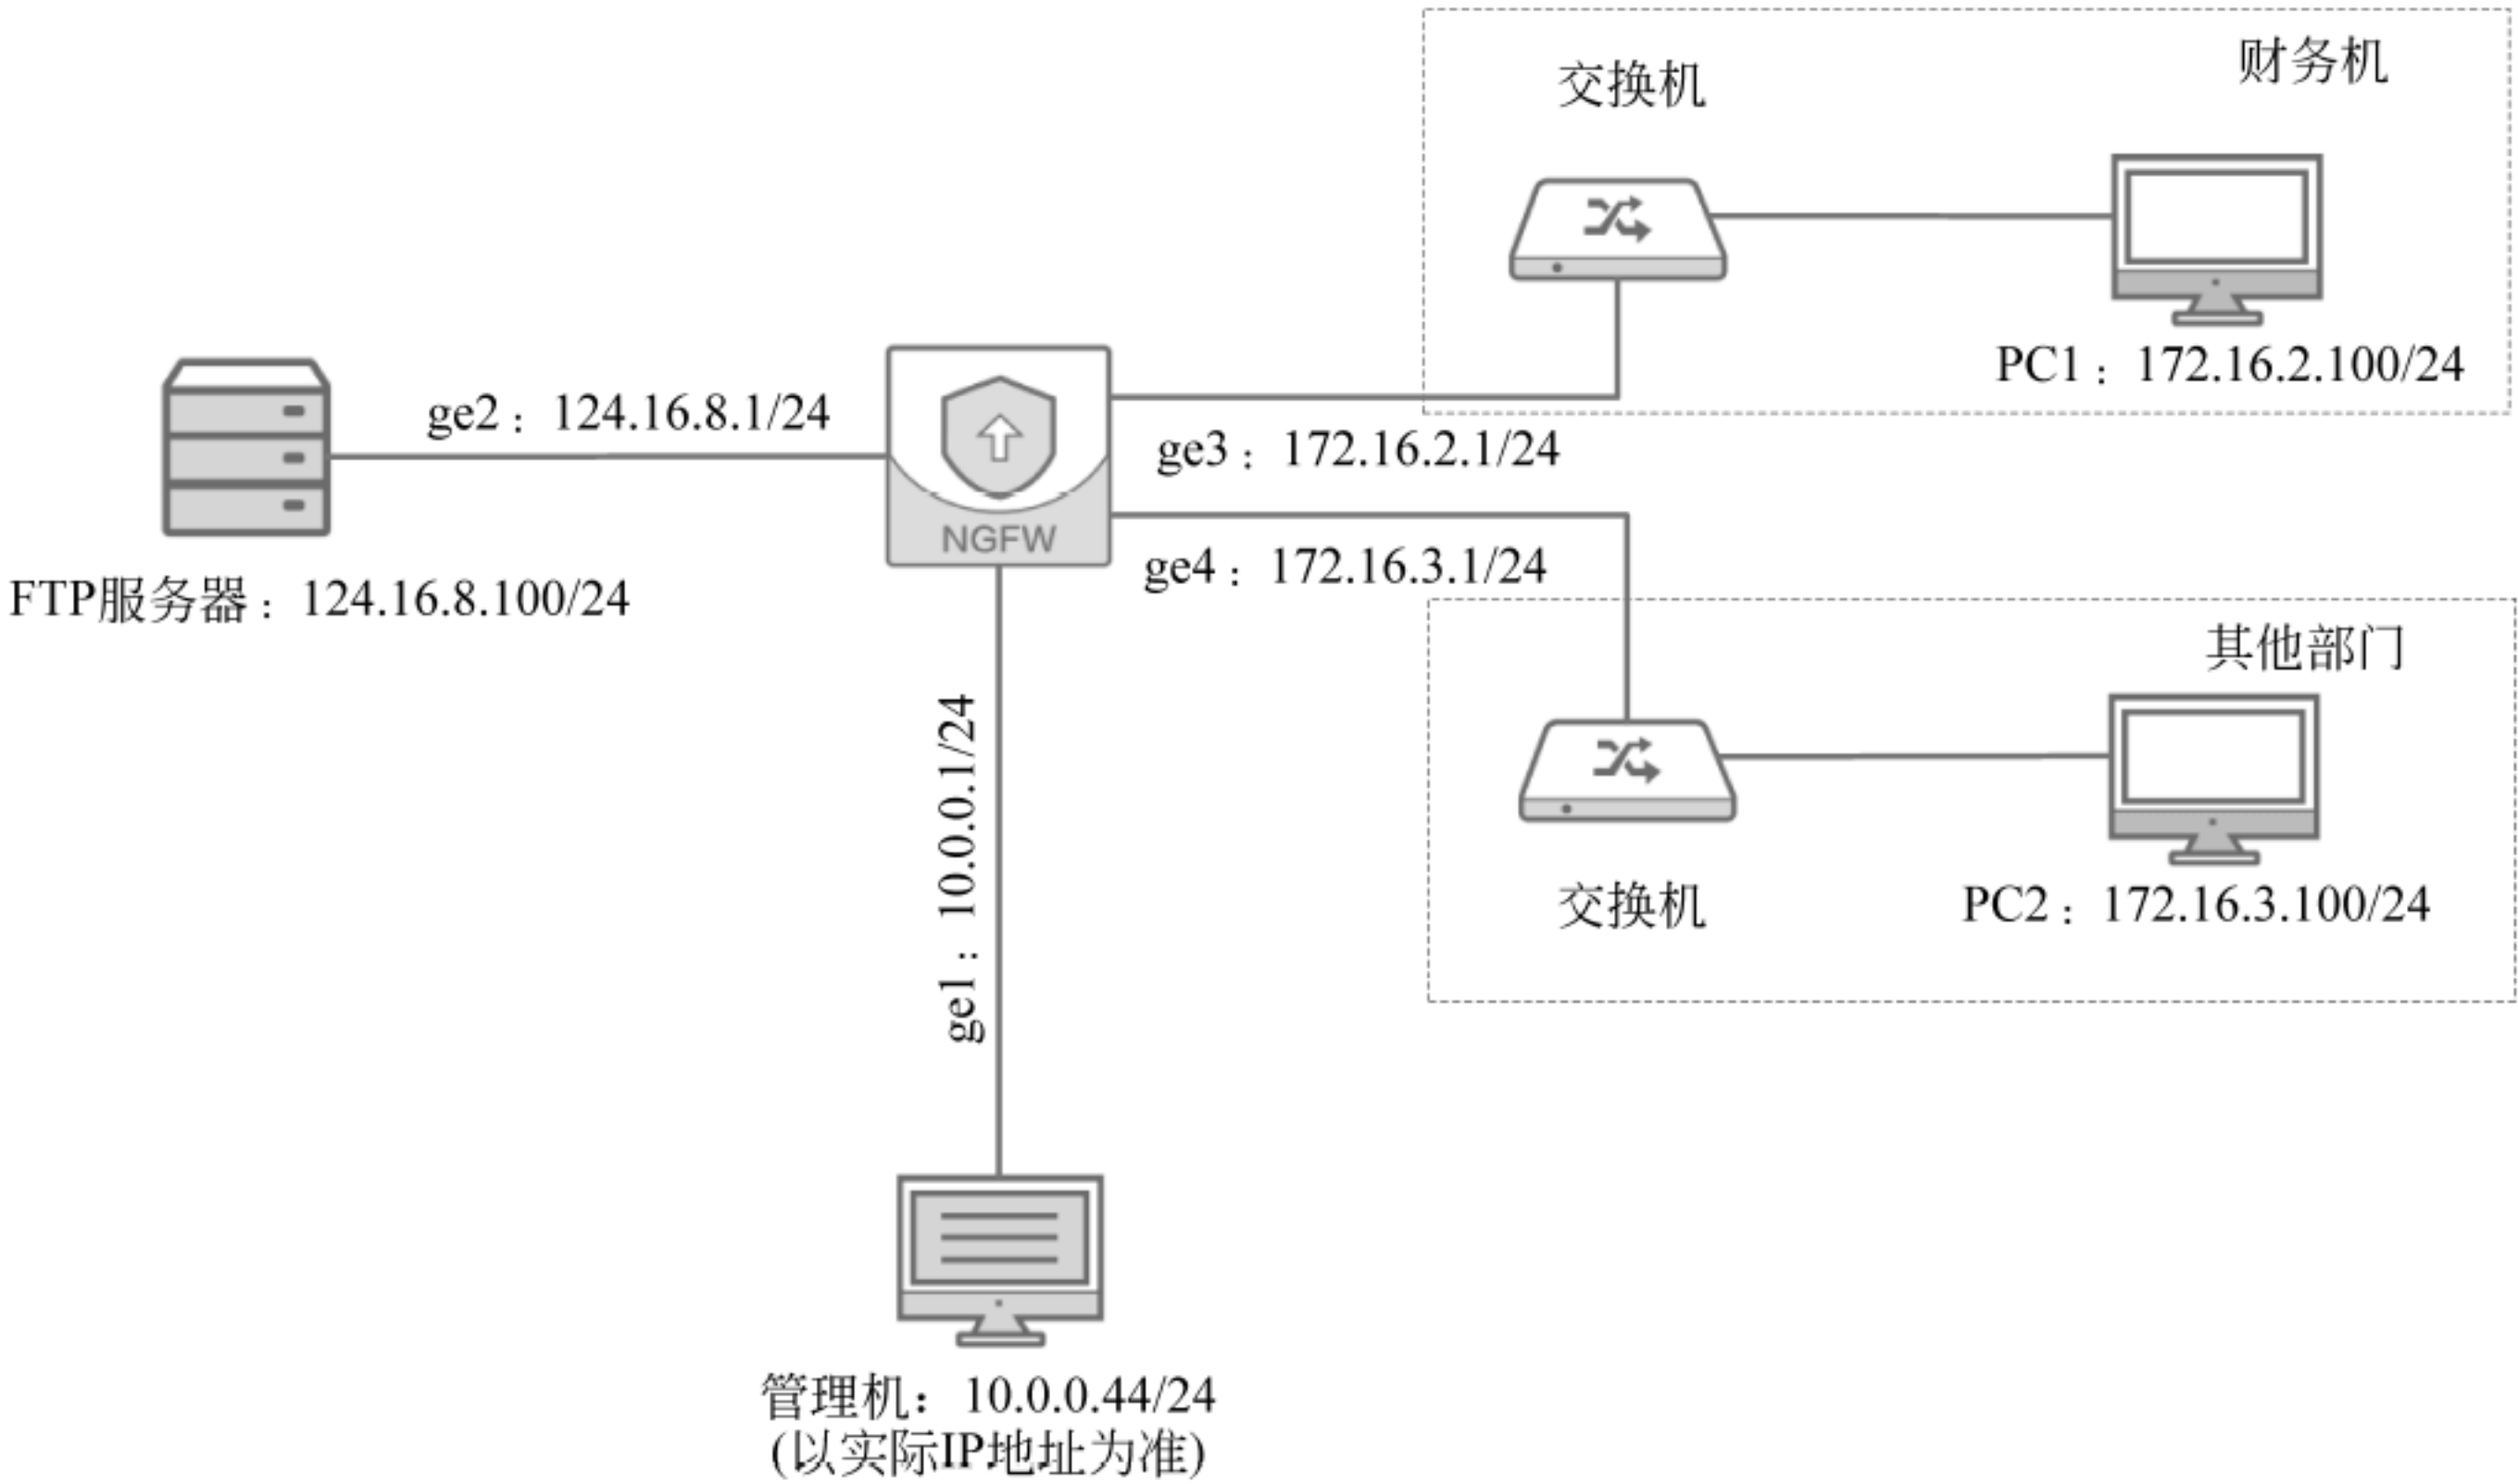 财务机
交换机
PC1：172.16.2.100/24
ge2：124.16.8.1/24
ge3：172.16.2.1/24
NGFW
ge4：172.16.3.1/24
FTP服务器：124.16.8.100/24
其他部门
交换机
PC2：172.16.3.100/24
ge1：10.0.0.1/24
管理机：10.0.0.44/24
(以实际IP地址为准)